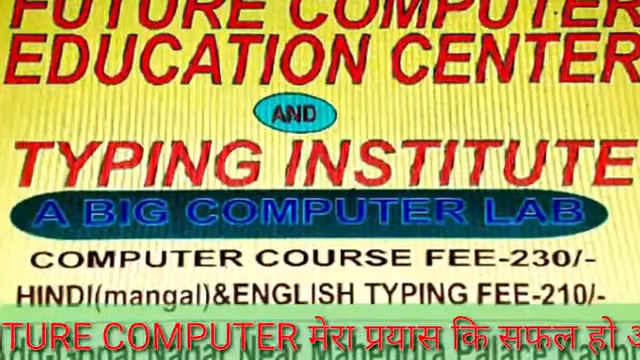 FUTURE COMPUTER
EDUCATION CENTER
AND
TYPING INSTITUTE
A BIG COMPUTER LAB
COMPUTER COURSE FEE-230/-
HINDI(mangal)&ENGLISH TYPING FEE-210/-
TURE COMPUTER मेरा प्रयास कि सफल हो